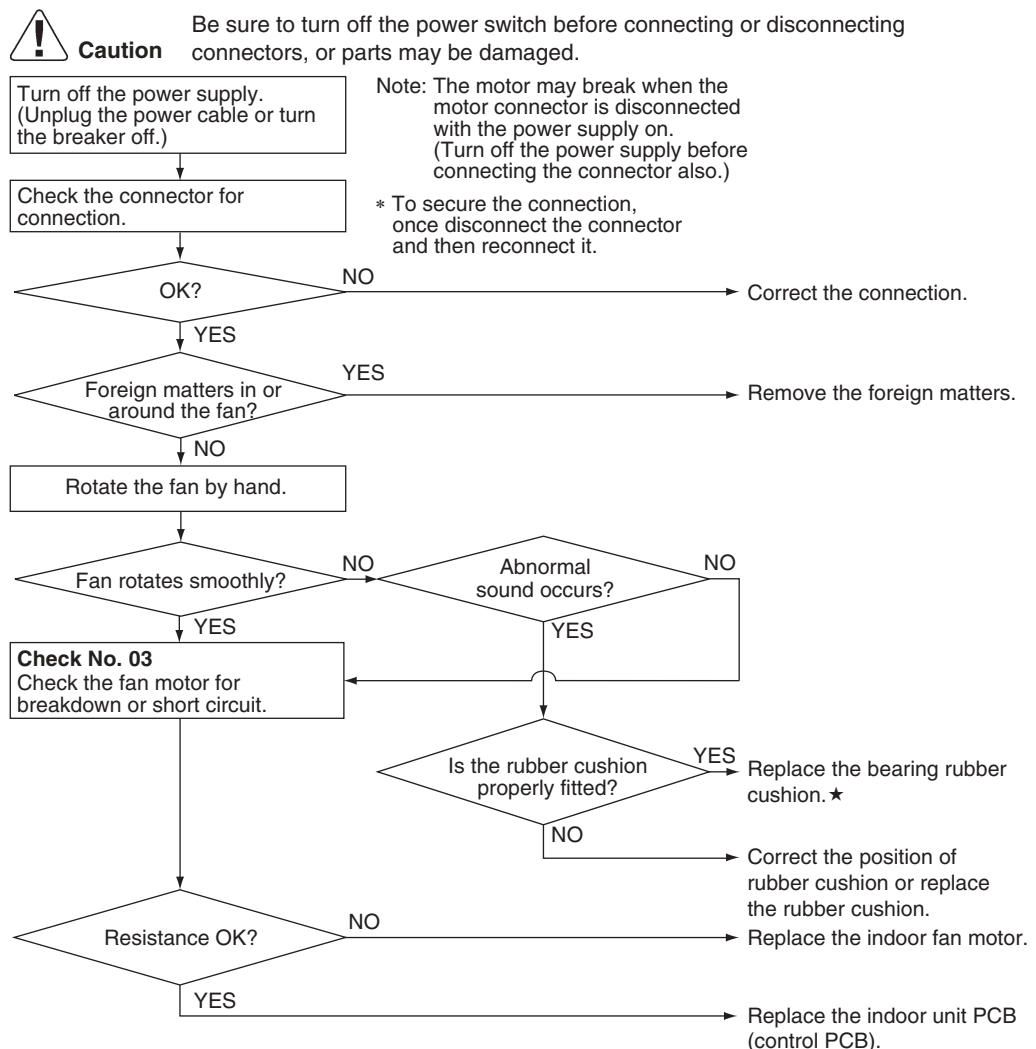 Caution
Be sure to turn off the power switch before connecting or disconnecting
connectors, or parts may be damaged.
Turn off the power supply.
(Unplug the power cable or turn
the breaker off.)
Note: The motor may break when the
motor connector is disconnected
with the power supply on.
(Turn off the power supply before
connecting the connector also.)
Check the connector for
connection.
* To secure the connection,
once disconnect the connector
and then reconnect it.
OK?
NO
Correct the connection.
YES
Foreign matters in or
around the fan?
YES
Remove the foreign matters.
NO
Rotate the fan by hand.
Fan rotates smoothly?
NO
Abnormal
sound occurs?
NO
YES
YES
Check No. 03
Check the fan motor for
breakdown or short circuit.
Is the rubber cushion
properly fitted?
YES
Replace the bearing rubber
cushion.★
NO
Correct the position of
rubber cushion or replace
the rubber cushion.
Resistance OK?
NO
Replace the indoor fan motor.
YES
Replace the indoor unit PCB
(control PCB).